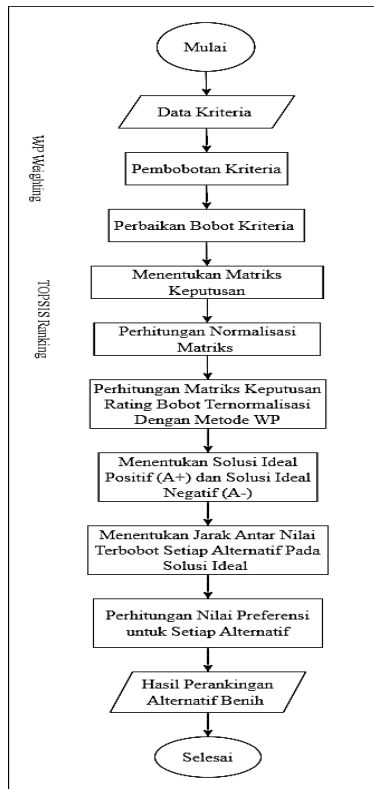 Mulai
Data Kriteria
WP Weighting
Pembobotan Kriteria
Perbaikan Bobot Kriteria
TOPSIS Ranking
Menentukan Matriks
Keputusan
Perhitungan Normalisasi
Matriks
Perhitungan Matriks Keputusan
Rating Bobot Ternormalisasi
Dengan Metode WP
Menentukan Solusi Ideal
Positif (A+) dan Solusi Ideal
Negatif (A-)
Menentukan Jarak Antar Nilai
Terbobot Setiap Alternatif Pada
Solusi Ideal
Perhitungan Nilai Preferensi
untuk Setiap Alternatif
Hasil Perankingan
Alternatif Benih
Selesai